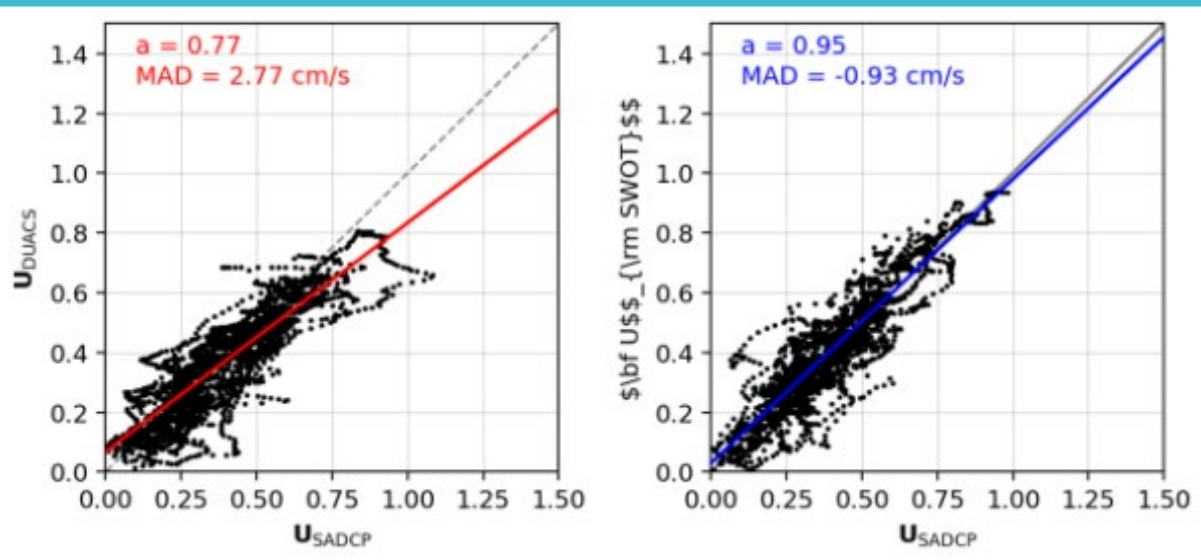 a = 0.77
MAD = 2.77 cm/s
1.4
1.2
1.0
0.8
0.6
0.4
0.2
0.0
U_DUACS
0.00 0.25 0.50 0.75 1.00 1.25 1.50
U_SADCP
a = 0.95
MAD = -0.93 cm/s
1.4
1.2
1.0
0.8
0.6
0.4
0.2
0.0
$\bf U$$_{\rm SWOT}$$
0.00 0.25 0.50 0.75 1.00 1.25 1.50
U_SADCP